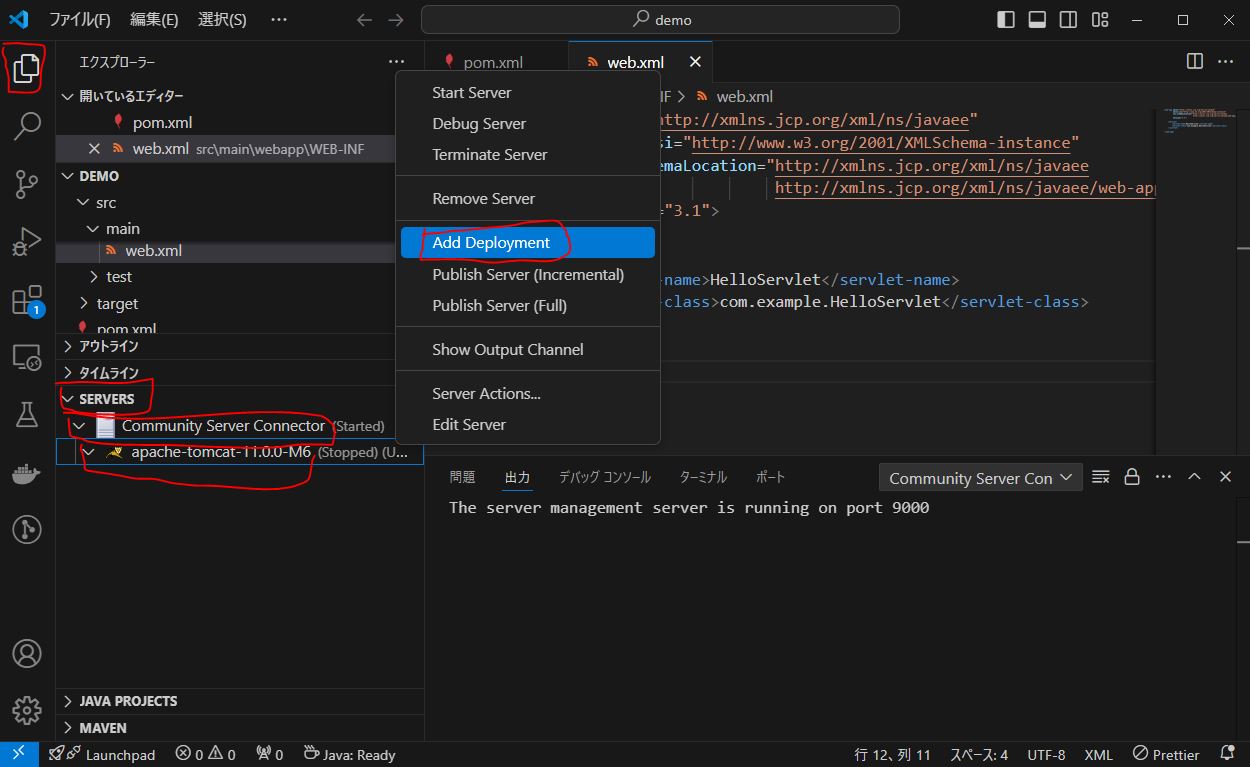 ファイル(F) 編集(E) 選択(S) ···
demo
エクスプローラー ···
開いているエディター
pom.xml
web.xml src\main\webapp\WEB-INF
DEMO
src
main
web.xml
test
target
pom.xml
アウトライン
タイムライン
SERVERS
Community Server Connector (Started)
apache-tomcat-11.0.0-M6 (Stopped) (U...
JAVA PROJECTS
MAVEN
1
Start Server
Debug Server
Terminate Server
Remove Server
Add Deployment
Publish Server (Incremental)
Publish Server (Full)
Show Output Channel
Server Actions...
Edit Server
pom.xml web.xml
NF > web.xml
http://xmlns.jcp.org/xml/ns/javaee"
si="http://www.w3.org/2001/XMLSchema-instance"
emaLocation="http://xmlns.jcp.org/xml/ns/javaee
http://xmlns.jcp.org/xml/ns/javaee/web-app
="3.1">
-name>HelloServlet</servlet-name>
-class>com.example.HelloServlet</servlet-class>
問題 出力 デバッグ コンソール ターミナル ポート Community Server Con
The server management server is running on port 9000
Launchpad 0 0 0 Java: Ready 行 12、列 11 スペース: 4 UTF-8 XML Prettier